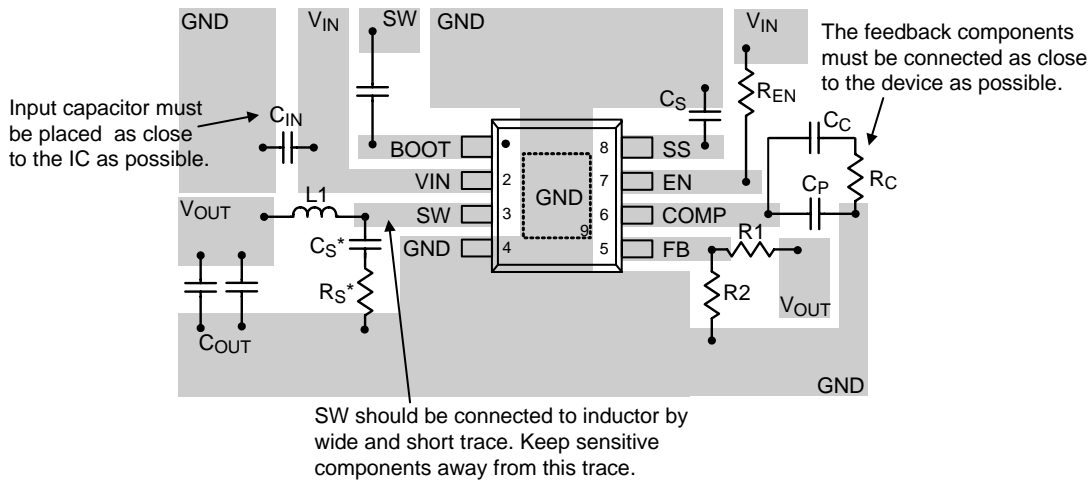 GND
VIN
SW
GND
VIN
The feedback components
must be connected as close
to the device as possible.
Input capacitor must
be placed as close
to the IC as possible.
CIN
CS
REN
CC
RC
CP
BOOT
VIN
SW
GND
2
3
4
GND
9
8
7
6
5
SS
EN
COMP
FB
VOUT
L1
CS*
RS*
COUT
R1
R2
VOUT
GND
SW should be connected to inductor by
wide and short trace. Keep sensitive
components away from this trace.